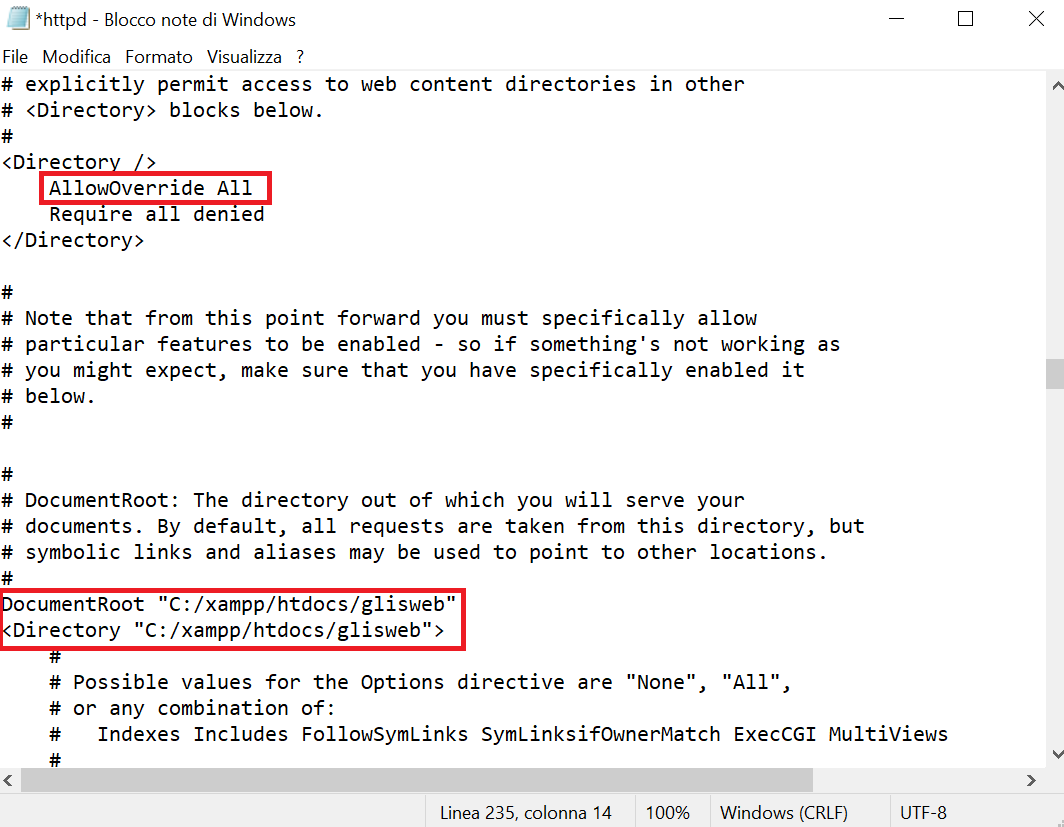 *httpd - Blocco note di Windows
File Modifica Formato Visualizza ?
# explicitly permit access to web content directories in other
# <Directory> blocks below.
#
<Directory />
    AllowOverride All
    Require all denied
</Directory>

#
# Note that from this point forward you must specifically allow
# particular features to be enabled - so if something's not working as
# you might expect, make sure that you have specifically enabled it
# below.
#

#
# DocumentRoot: The directory out of which you will serve your
# documents. By default, all requests are taken from this directory, but
# symbolic links and aliases may be used to point to other locations.
#
DocumentRoot "C:/xampp/htdocs/glisweb"
<Directory "C:/xampp/htdocs/glisweb">
    #
    # Possible values for the Options directive are "None", "All",
    # or any combination of:
    #   Indexes Includes FollowSymLinks SymLinksifOwnerMatch ExecCGI MultiViews
    #
Linea 235, colonna 14 100% Windows (CRLF) UTF-8